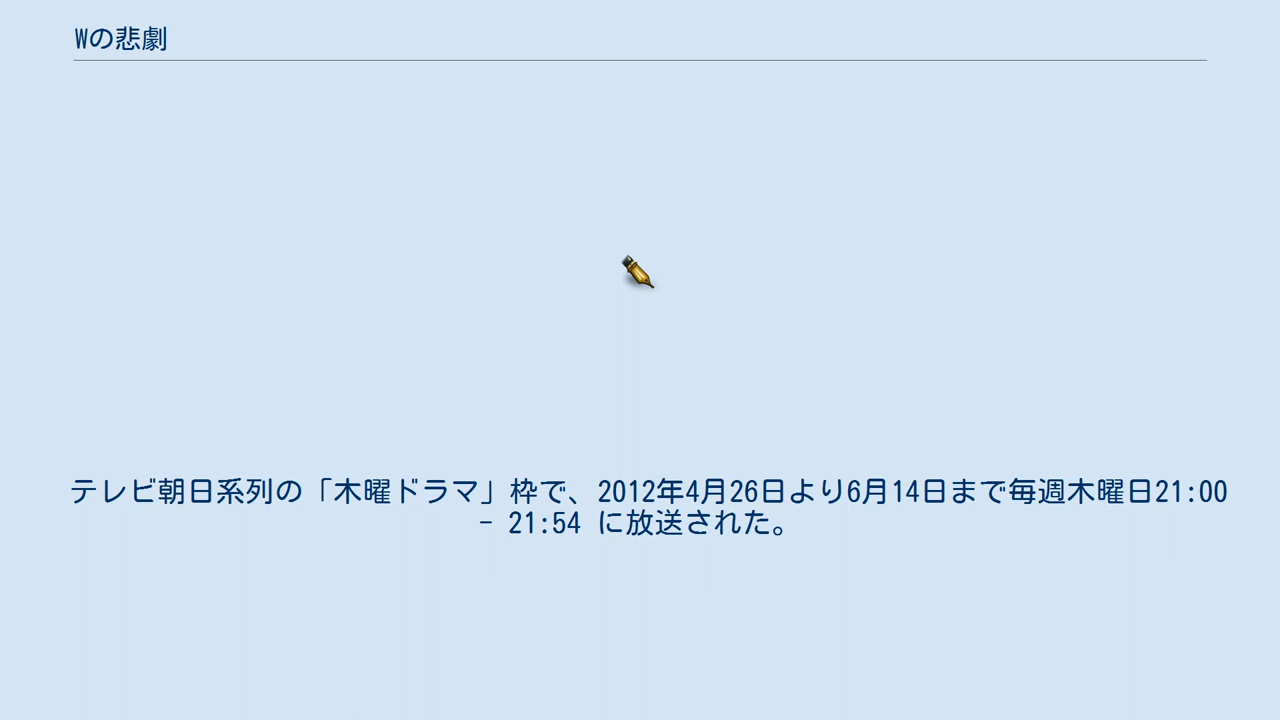 Wの悲劇
テレビ朝日系列の「木曜ドラマ」枠で、2012年4月26日より6月14日まで毎週木曜日21:00
- 21:54 に放送された。